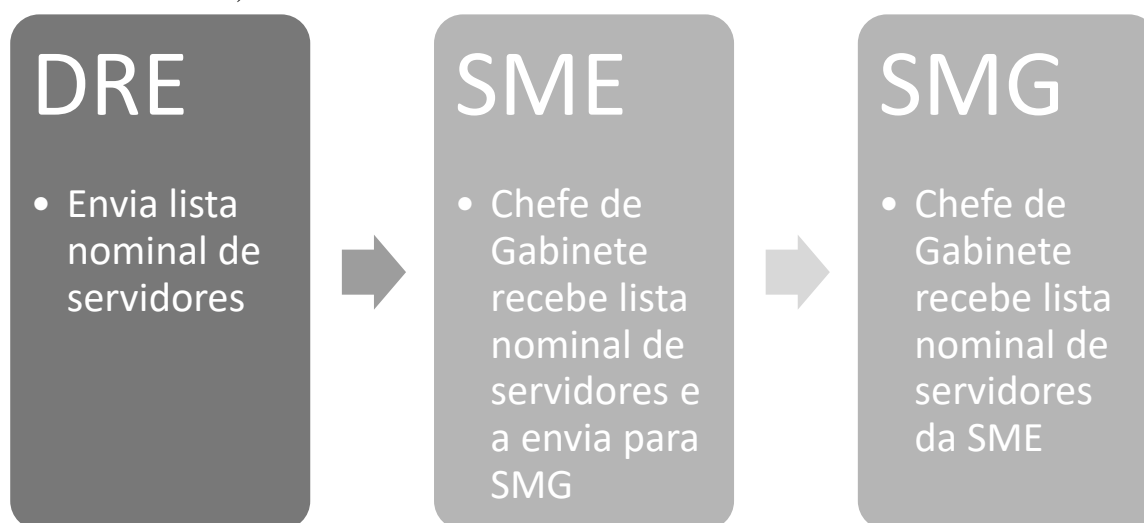 DRE
• Envia lista
nominal de
servidores
SME
• Chefe de
Gabinete
recebe lista
nominal de
servidores e
a envia para
SMG
SMG
• Chefe de
Gabinete
recebe lista
nominal de
servidores
da SME